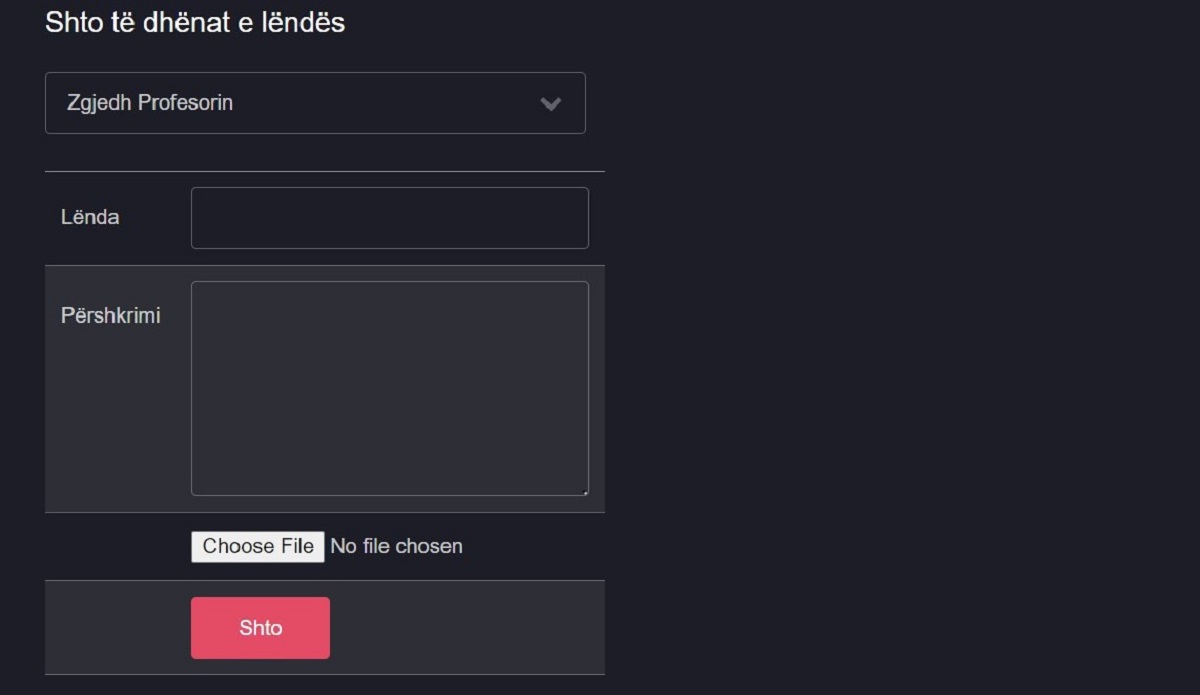 Shto të dhënat e lëndës
Zgjedh Profesorin
Lënda
Përshkrimi
Choose File No file chosen
Shto